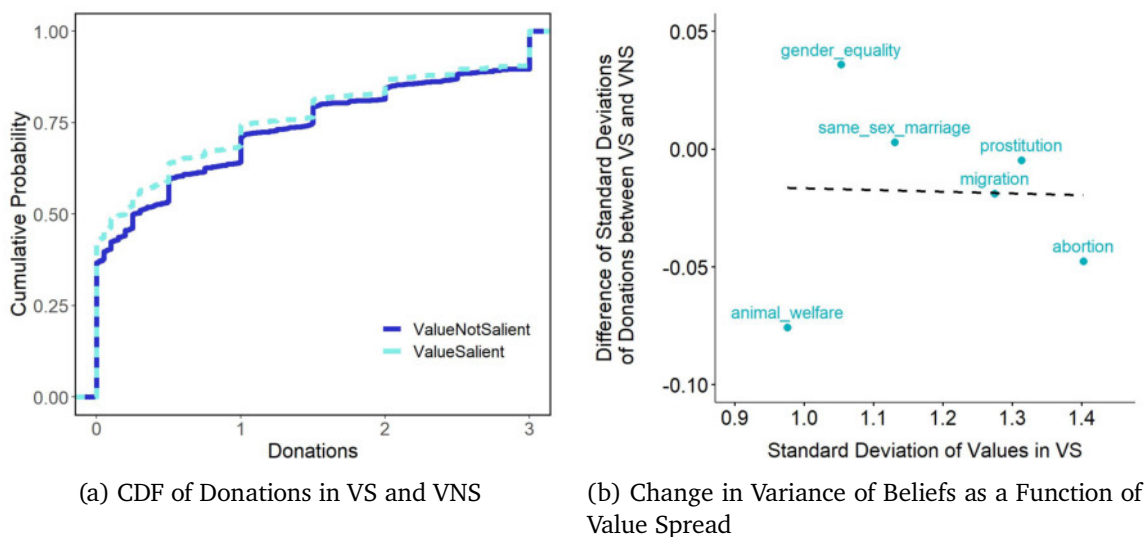 Cumulative Probability
1.00
0.75
0.50
0.25
0.00
ValueNotSalient
ValueSalient
0 1 2 3
Donations
(a) CDF of Donations in VS and VNS
Difference of Standard Deviations
of Donations between VS and VNS
0.05
0.00
-0.05
-0.10
gender_equality
same_sex_marriage
prostitution
migration
abortion
animal_welfare
0.9 1.0 1.1 1.2 1.3 1.4
Standard Deviation of Values in VS
(b) Change in Variance of Beliefs as a Function of
Value Spread